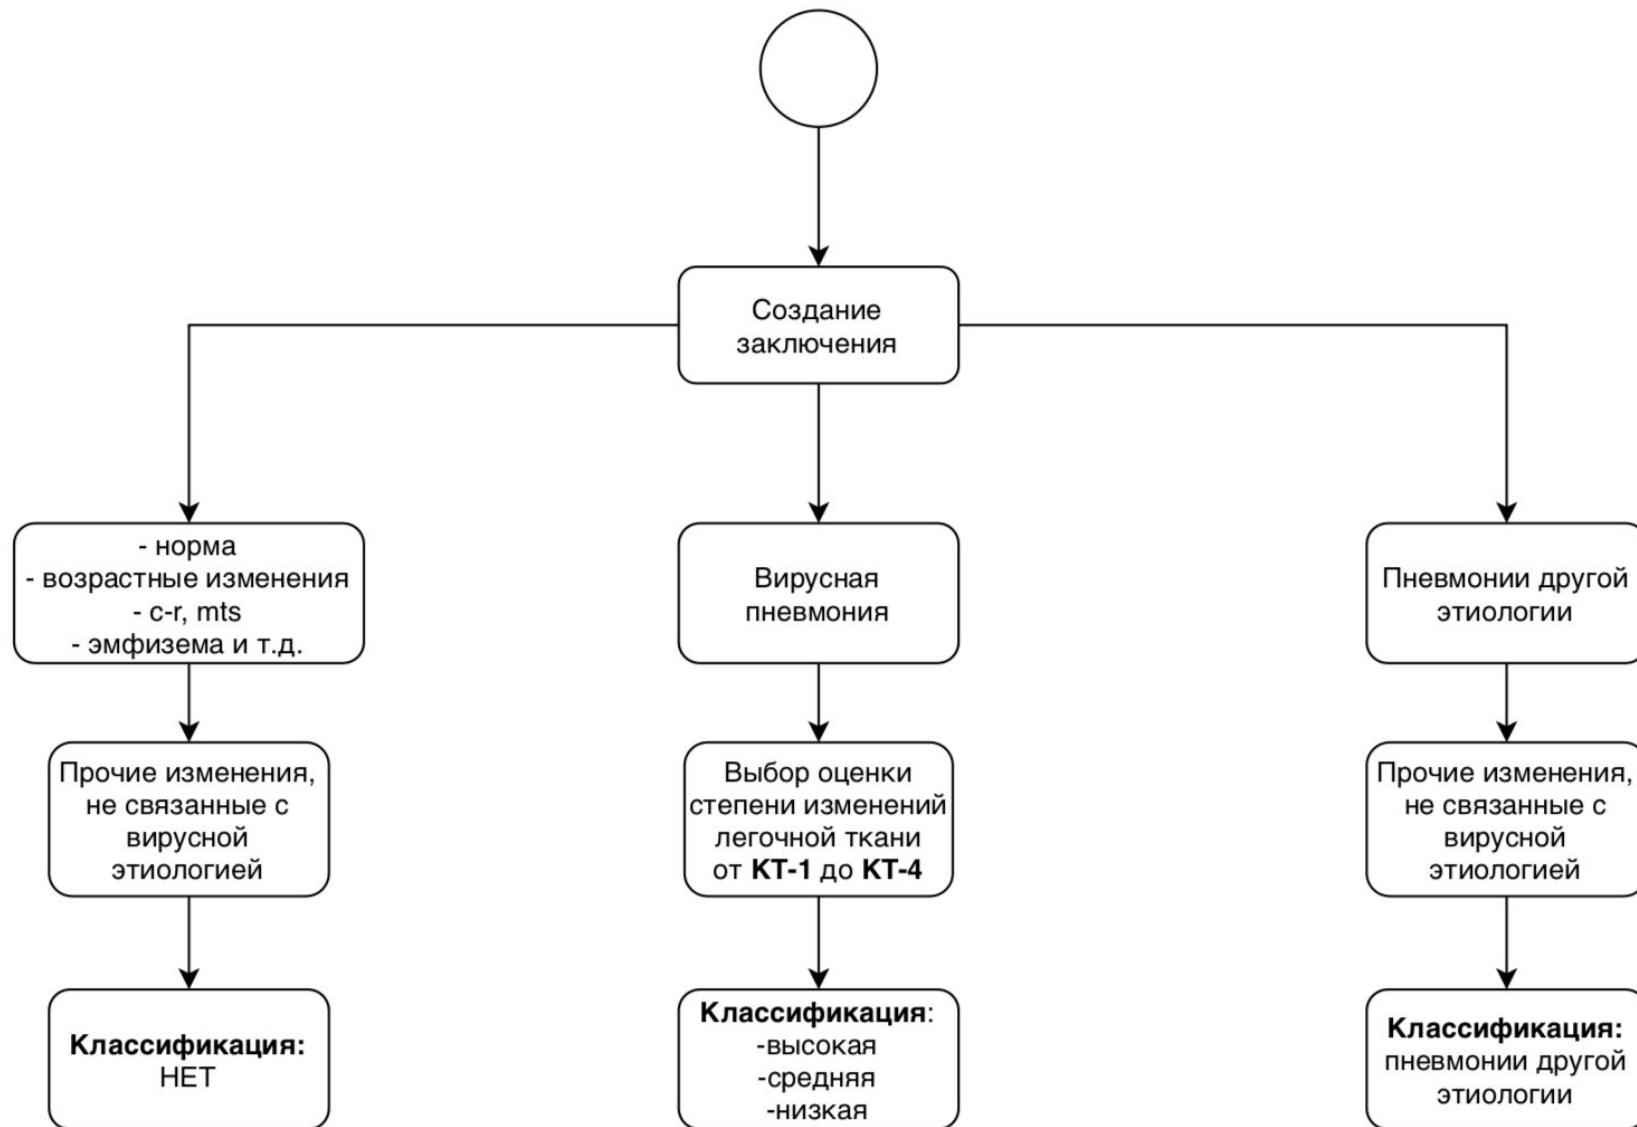 Создание
заключения
- норма
- возрастные изменения
- c-r, mts
- эмфизема и т.д.
Вирусная
пневмония
Пневмонии другой
этиологии
Прочие изменения,
не связанные с
вирусной
этиологией
Выбор оценки
степени изменений
легочной ткани
от КТ-1 до КТ-4
Прочие изменения,
не связанные с
вирусной
этиологией
Классификация:
НЕТ
Классификация:
-высокая
-средняя
-низкая
Классификация:
пневмонии другой
этиологии